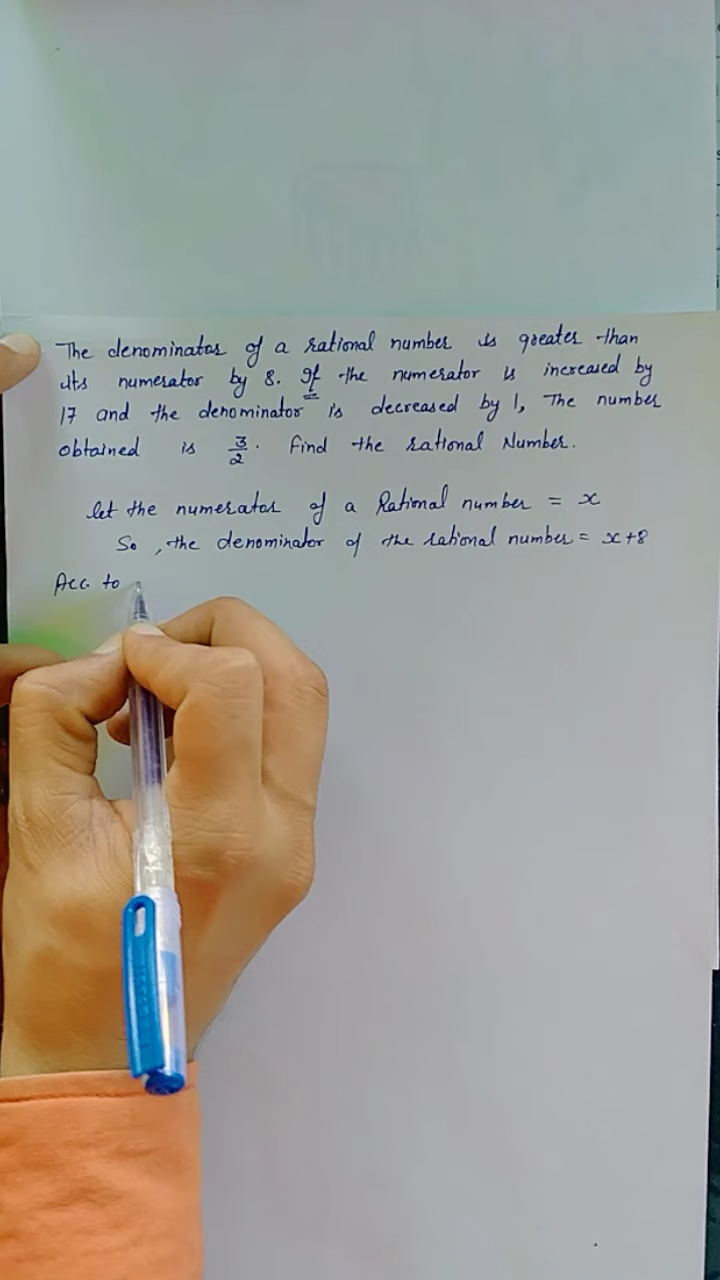 The denominator of a rational number is greater than
its numerator by 8. If the numerator is increased by
17 and the denominator is decreased by 1, The number
obtained is 3/2. Find the rational Number.
let the numerator of a Rational number = x
So, the denominator of the rational number = x+8
Acc. to